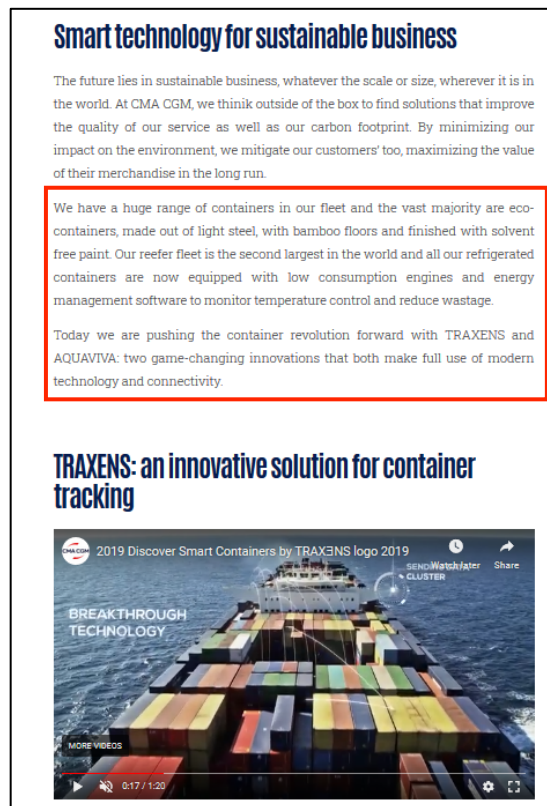 Smart technology for sustainable business
The future lies in sustainable business, whatever the scale or size, wherever it is in
the world. At CMA CGM, we thinik outside of the box to find solutions that improve
the quality of our service as well as our carbon footprint. By minimizing our
impact on the environment, we mitigate our customers' too, maximizing the value
of their merchandise in the long run.
We have a huge range of containers in our fleet and the vast majority are eco-
containers, made out of light steel, with bamboo floors and finished with solvent
free paint. Our reefer fleet is the second largest in the world and all our refrigerated
containers are now equipped with low consumption engines and energy
management software to monitor temperature control and reduce wastage.
Today we are pushing the container revolution forward with TRAXENS and
AQUAVIVA: two game-changing innovations that both make full use of modern
technology and connectivity.
TRAXENS: an innovative solution for container
tracking
CMA CGM
2019 Discover Smart Containers by TRAXƎNS logo 2019
Watch later
Share
CLUSTER
BREAKTHROUGH
TECHNOLOGY
MORE VIDEOS
0:17 / 1:20